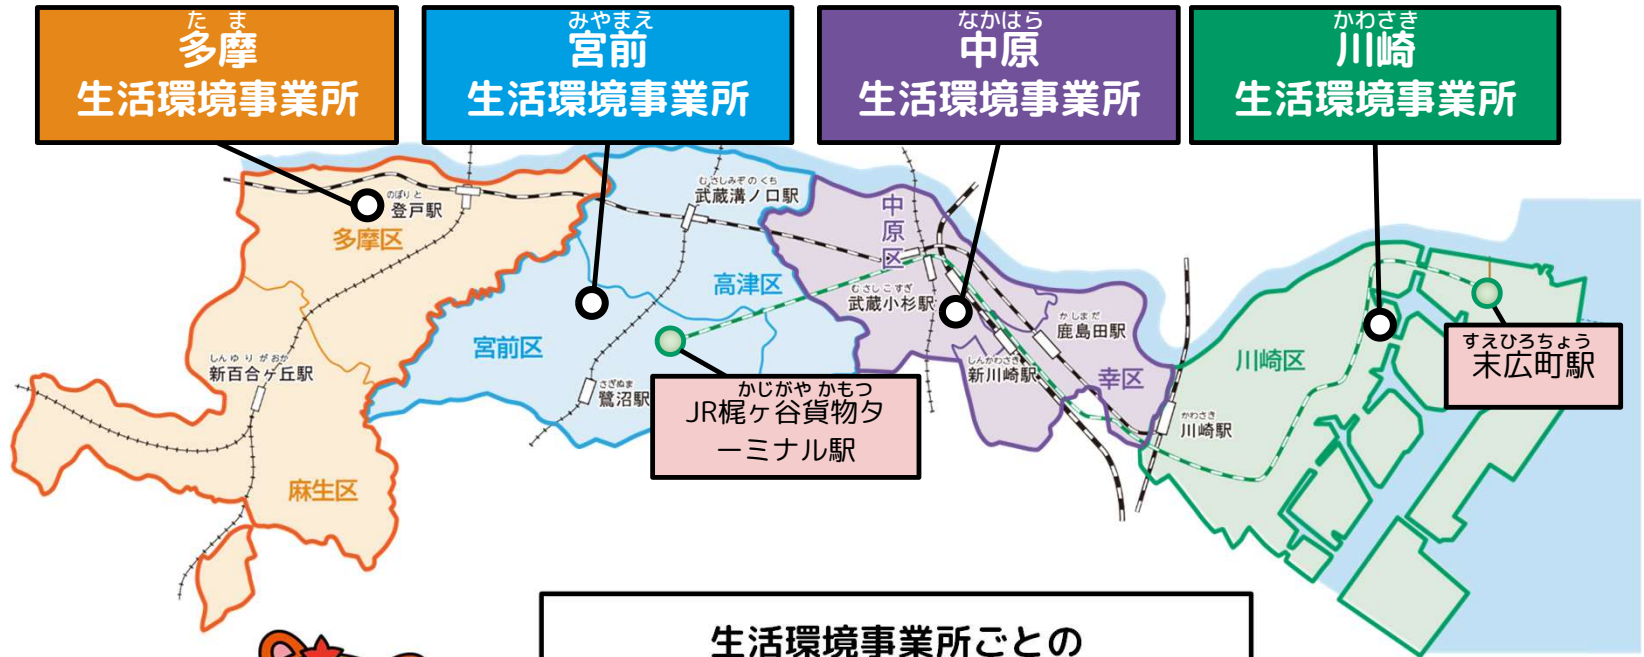 たま
多摩
生活環境事業所
みやまえ
宮前
生活環境事業所
なかはら
中原
生活環境事業所
かわさき
川崎
生活環境事業所
のぼりと
登戸駅
多摩区
むさしみぞのくち
武蔵溝ノ口駅
高津区
宮前区
中原区
むさしこすぎ
武蔵小杉駅
かしまだ
鹿島田駅
しんかわさき
新川崎駅
幸区
川崎区
すえひろちょう
末広町駅
しんゆりがおか
新百合ヶ丘駅
さぎぬま
鷺沼駅
かじがや かもつ
JR梶ヶ谷貨物タ
ーミナル駅
かわさき
川崎駅
麻生区
生活環境事業所ごとの